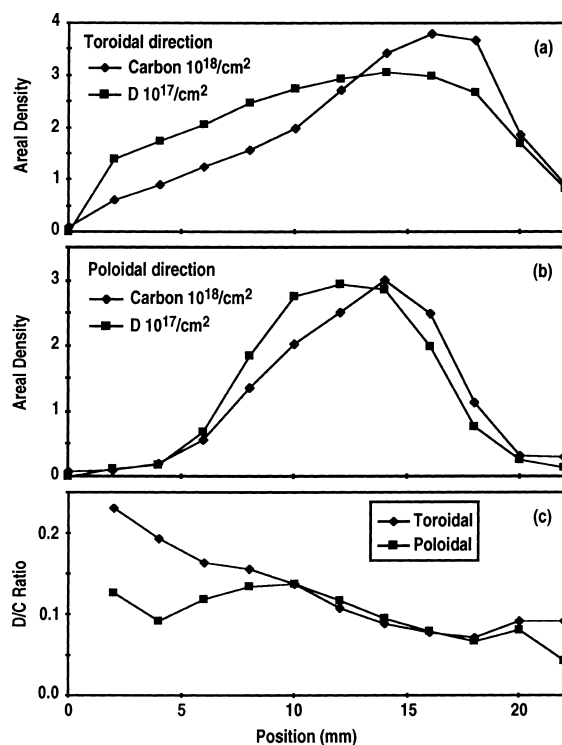 4
3
2
1
0
Areal Density
Toroidal direction
Carbon 10¹⁸/cm²
D 10¹⁷/cm²
(a)
3
2
1
0
Areal Density
Poloidal direction
Carbon 10¹⁸/cm²
D 10¹⁷/cm²
(b)
0.2
0.1
0.0
D/C Ratio
Toroidal
Poloidal
(c)
0 5 10 15 20
Position (mm)